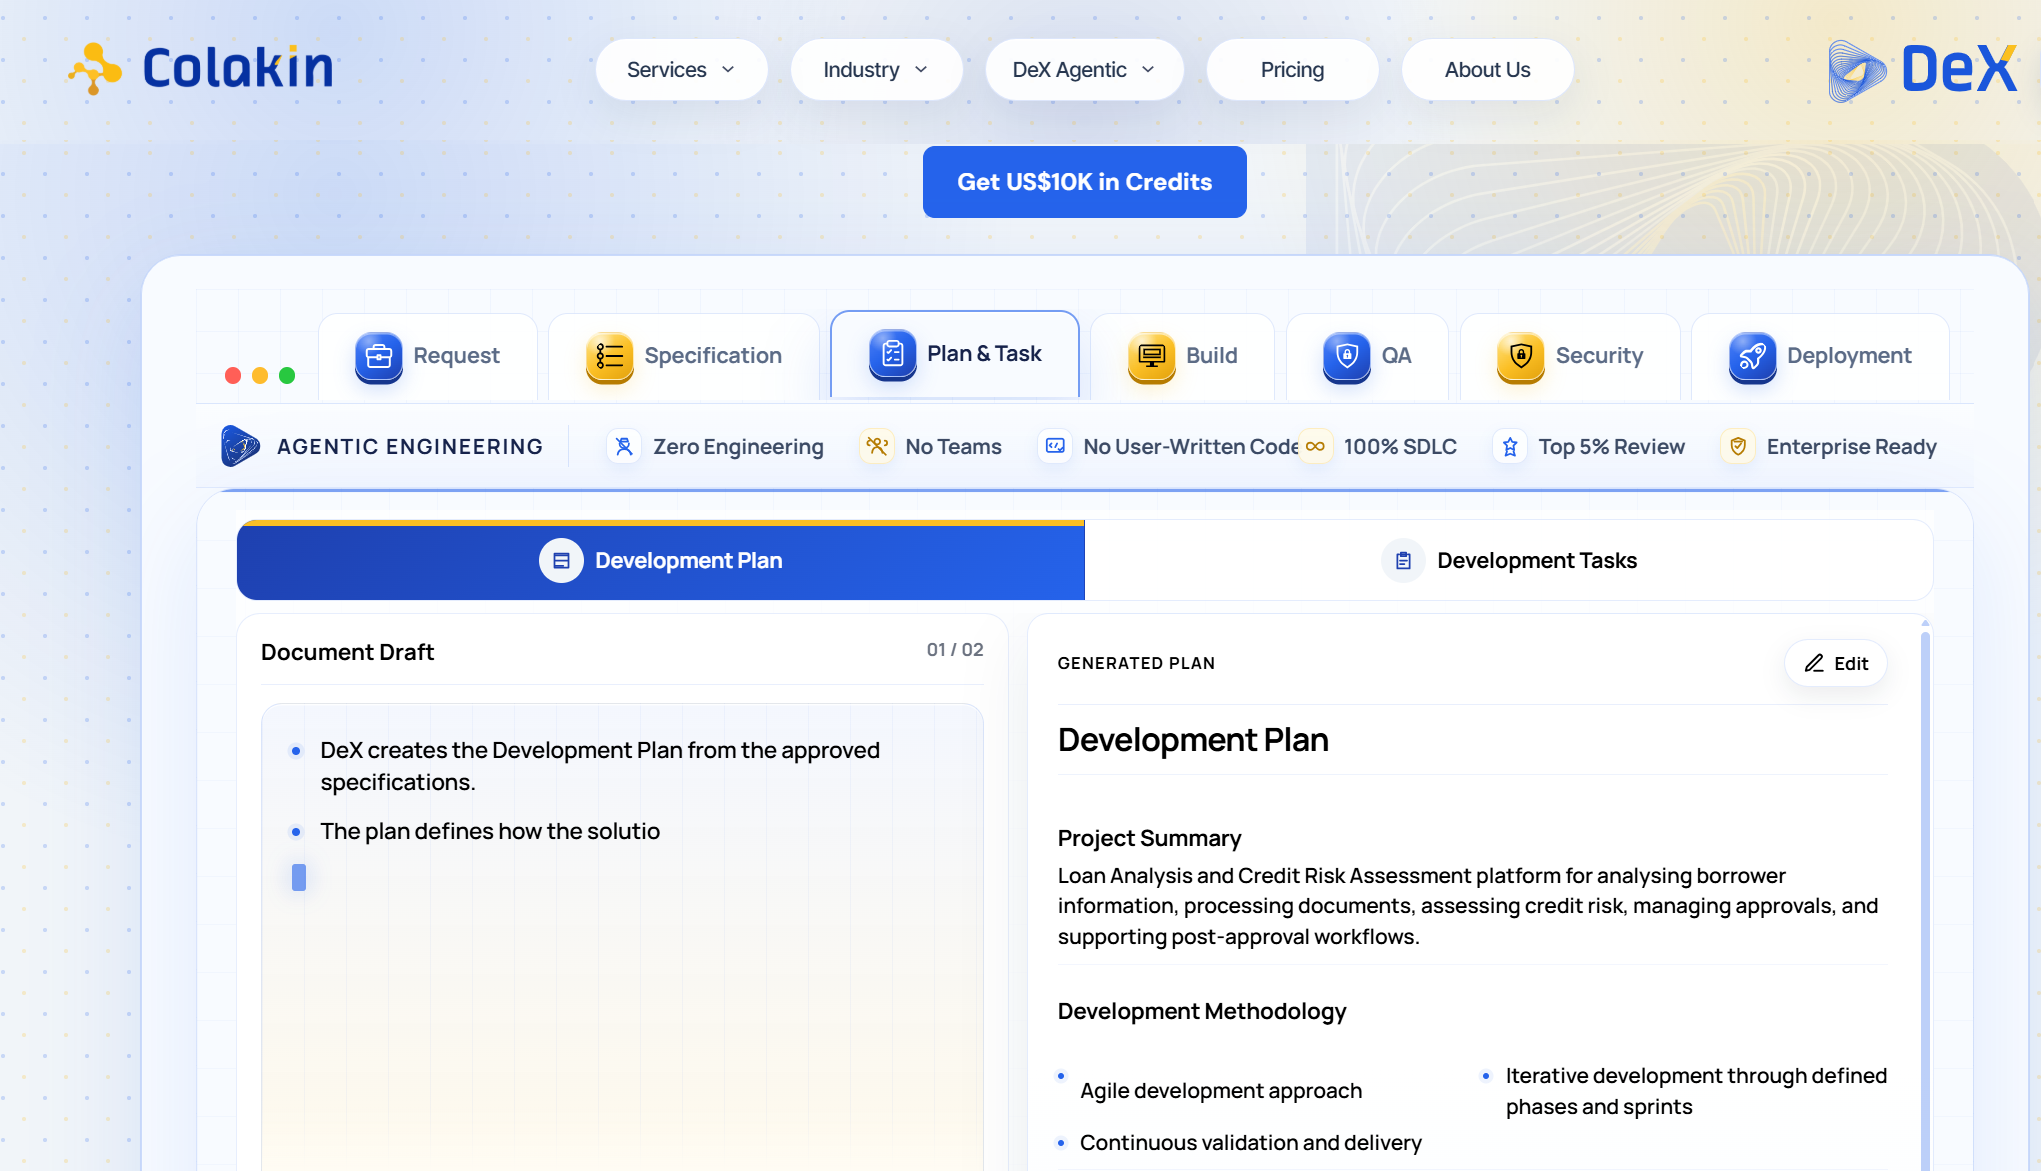 Colakin
Services
Industry
DeX Agentic
Pricing
About Us
DeX
Get US$10K in Credits
Request
Specification
Plan & Task
Build
QA
Security
Deployment
AGENTIC ENGINEERING
Zero Engineering
No Teams
No User-Written Code
100% SDLC
Top 5% Review
Enterprise Ready
Development Plan
Development Tasks
Document Draft
01 / 02
DeX creates the Development Plan from the approved
specifications.
The plan defines how the solutio
GENERATED PLAN
Edit
Development Plan
Project Summary
Loan Analysis and Credit Risk Assessment platform for analysing borrower
information, processing documents, assessing credit risk, managing approvals, and
supporting post-approval workflows.
Development Methodology
Agile development approach
Iterative development through defined
phases and sprints
Continuous validation and delivery